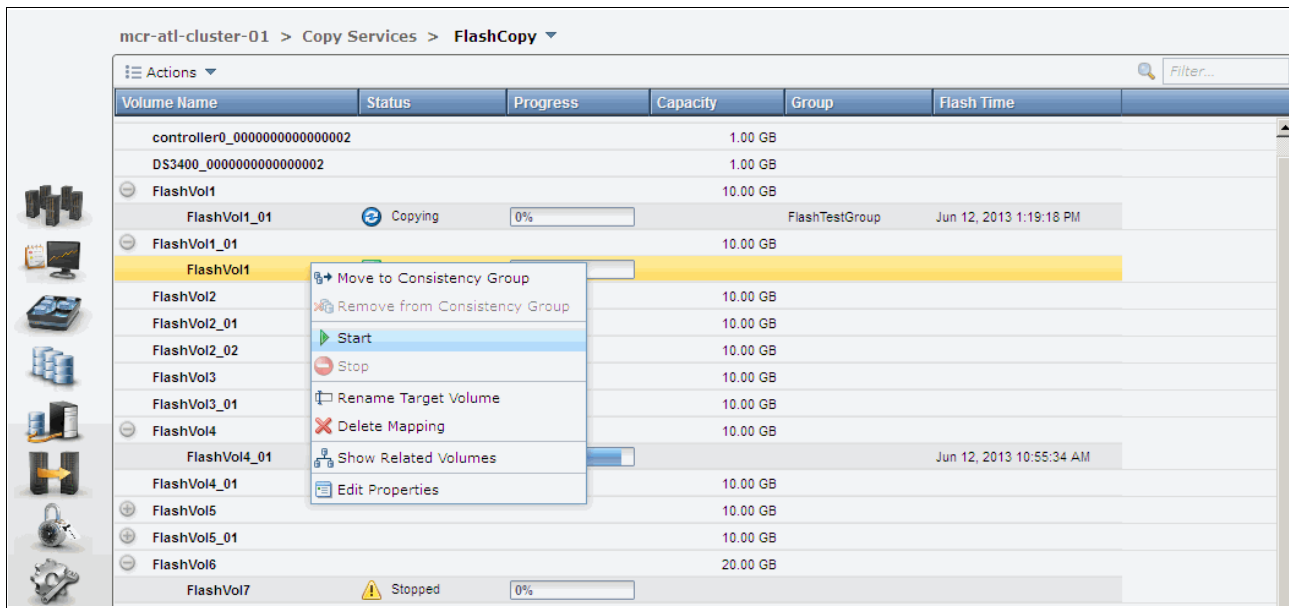 mcr-atl-cluster-01 > Copy Services > FlashCopy
Actions Filter...
Volume Name Status Progress Capacity Group Flash Time
controller0_0000000000000002 1.00 GB
DS3400_0000000000000002 1.00 GB
FlashVol1 10.00 GB
FlashVol1_01 Copying 0% FlashTestGroup Jun 12, 2013 1:19:18 PM
FlashVol1_01 10.00 GB
FlashVol1
Move to Consistency Group
FlashVol2 10.00 GB
Remove from Consistency Group
FlashVol2_01 10.00 GB
Start
FlashVol2_02 10.00 GB
Stop
FlashVol3 10.00 GB
Rename Target Volume
FlashVol3_01 10.00 GB
Delete Mapping
FlashVol4 10.00 GB
Show Related Volumes
FlashVol4_01 Jun 12, 2013 10:55:34 AM
FlashVol4_01 10.00 GB
Edit Properties
FlashVol5 10.00 GB
FlashVol5_01 10.00 GB
FlashVol6 20.00 GB
FlashVol7 Stopped 0%